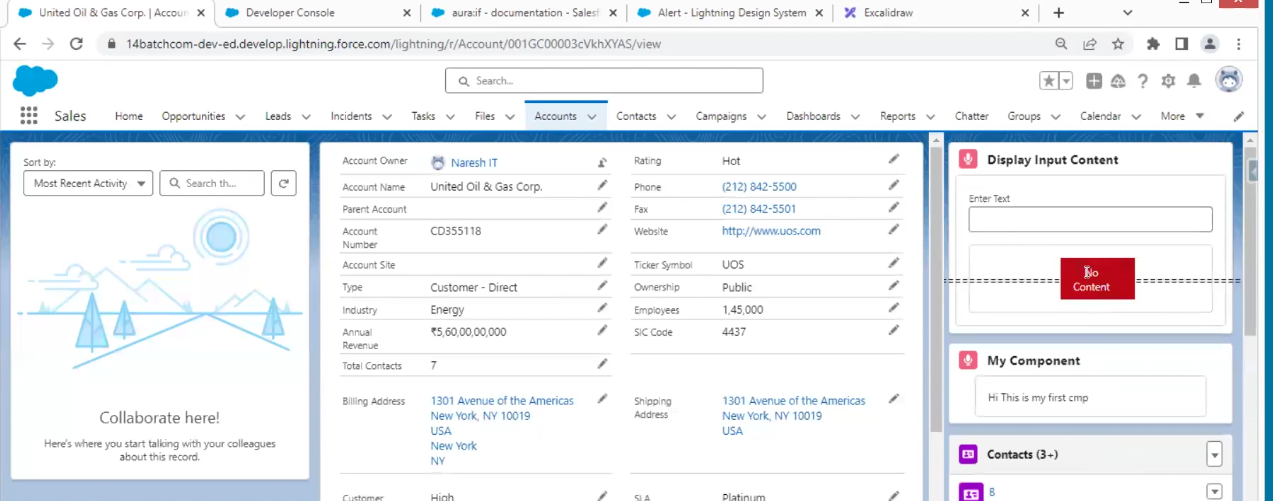 United Oil & Gas Corp. | Accoun
Developer Console
aura:if - documentation - Salesf
Alert - Lightning Design System
Excalidraw
14batchcom-dev-ed.develop.lightning.force.com/lightning/r/Account/001GC00003cVkhXYAS/view
Search...
Sales
Home
Opportunities
Leads
Incidents
Tasks
Files
Accounts
Contacts
Campaigns
Dashboards
Reports
Chatter
Groups
Calendar
More
Sort by:
Most Recent Activity
Search th...
Collaborate here!
Here's where you start talking with your colleagues
about this record.
Account Owner
Naresh IT
Rating
Hot
Account Name
United Oil & Gas Corp.
Phone
(212) 842-5500
Parent Account
Fax
(212) 842-5501
Account
Number
CD355118
Website
http://www.uos.com
Account Site
Ticker Symbol
UOS
Type
Customer - Direct
Ownership
Public
Industry
Energy
Employees
1,45,000
Annual
Revenue
₹5,60,00,00,000
SIC Code
4437
Total Contacts
7
Billing Address
1301 Avenue of the Americas
New York, NY 10019
USA
New York
NY
Shipping
Address
1301 Avenue of the Americas
New York, NY 10019
USA
Customer
High
SLA
Platinum
Display Input Content
Enter Text
No
Content
My Component
Hi This is my first cmp
Contacts (3+)
B